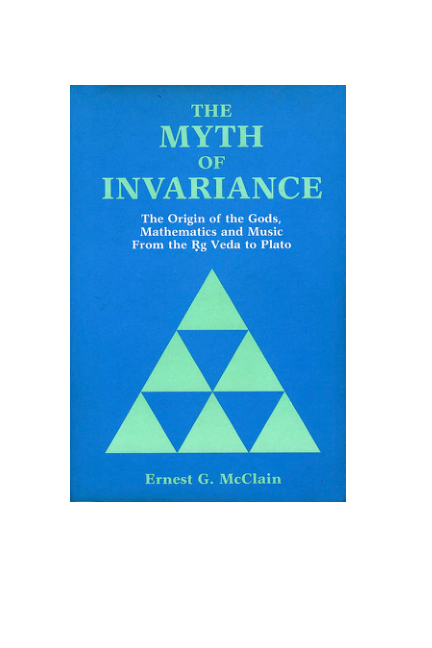 THE
MYTH
OF
INVARIANCE
The Origin of the Gods,
Mathematics and Music
From the Ṛg Veda to Plato
Ernest G. McClain